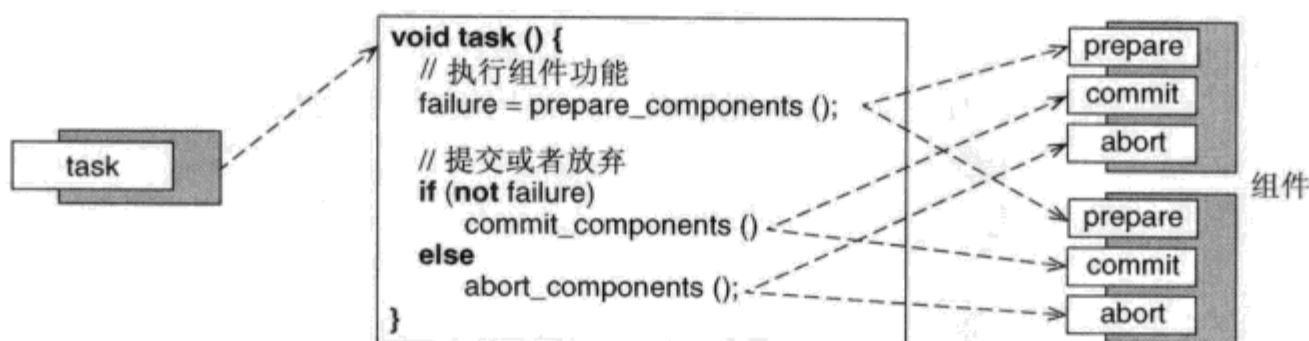 task
void task () {
// 执行组件功能
failure = prepare_components ();
// 提交或者放弃
if (not failure)
commit_components ()
else
abort_components ();
}
prepare
commit
abort
组件
prepare
commit
abort